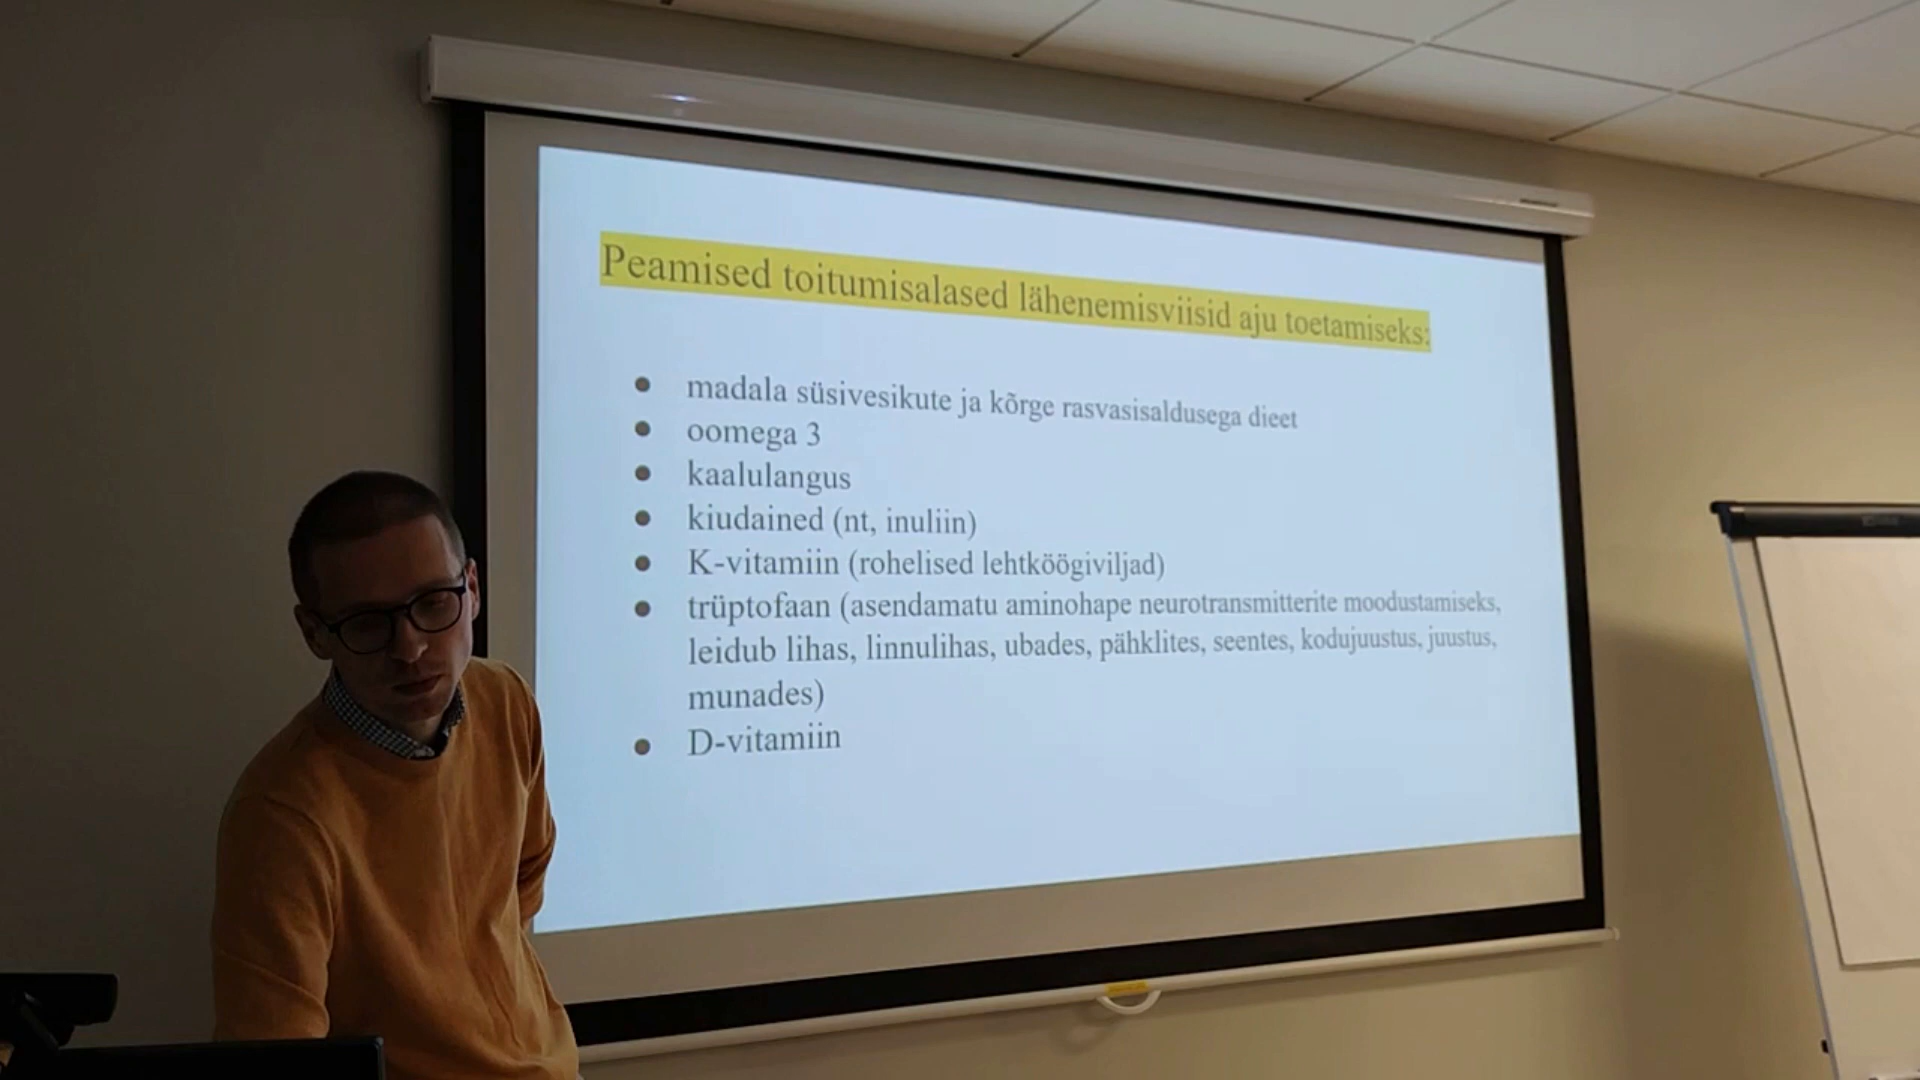 Peamised toitumisalased lähenemisviisid aju toetamiseks:
madala süsivesikute ja kõrge rasvasisaldusega dieet
oomega 3
kaalulangus
kiudained (nt, inuliin)
K-vitamiin (rohelised lehtköögiviljad)
trüptofaan (asendamatu aminohape neurotransmitterite moodustamiseks,
leidub lihas, linnulihas, ubades, pähklites, seentes, kodujuustus, juustus,
munades)
D-vitamiin